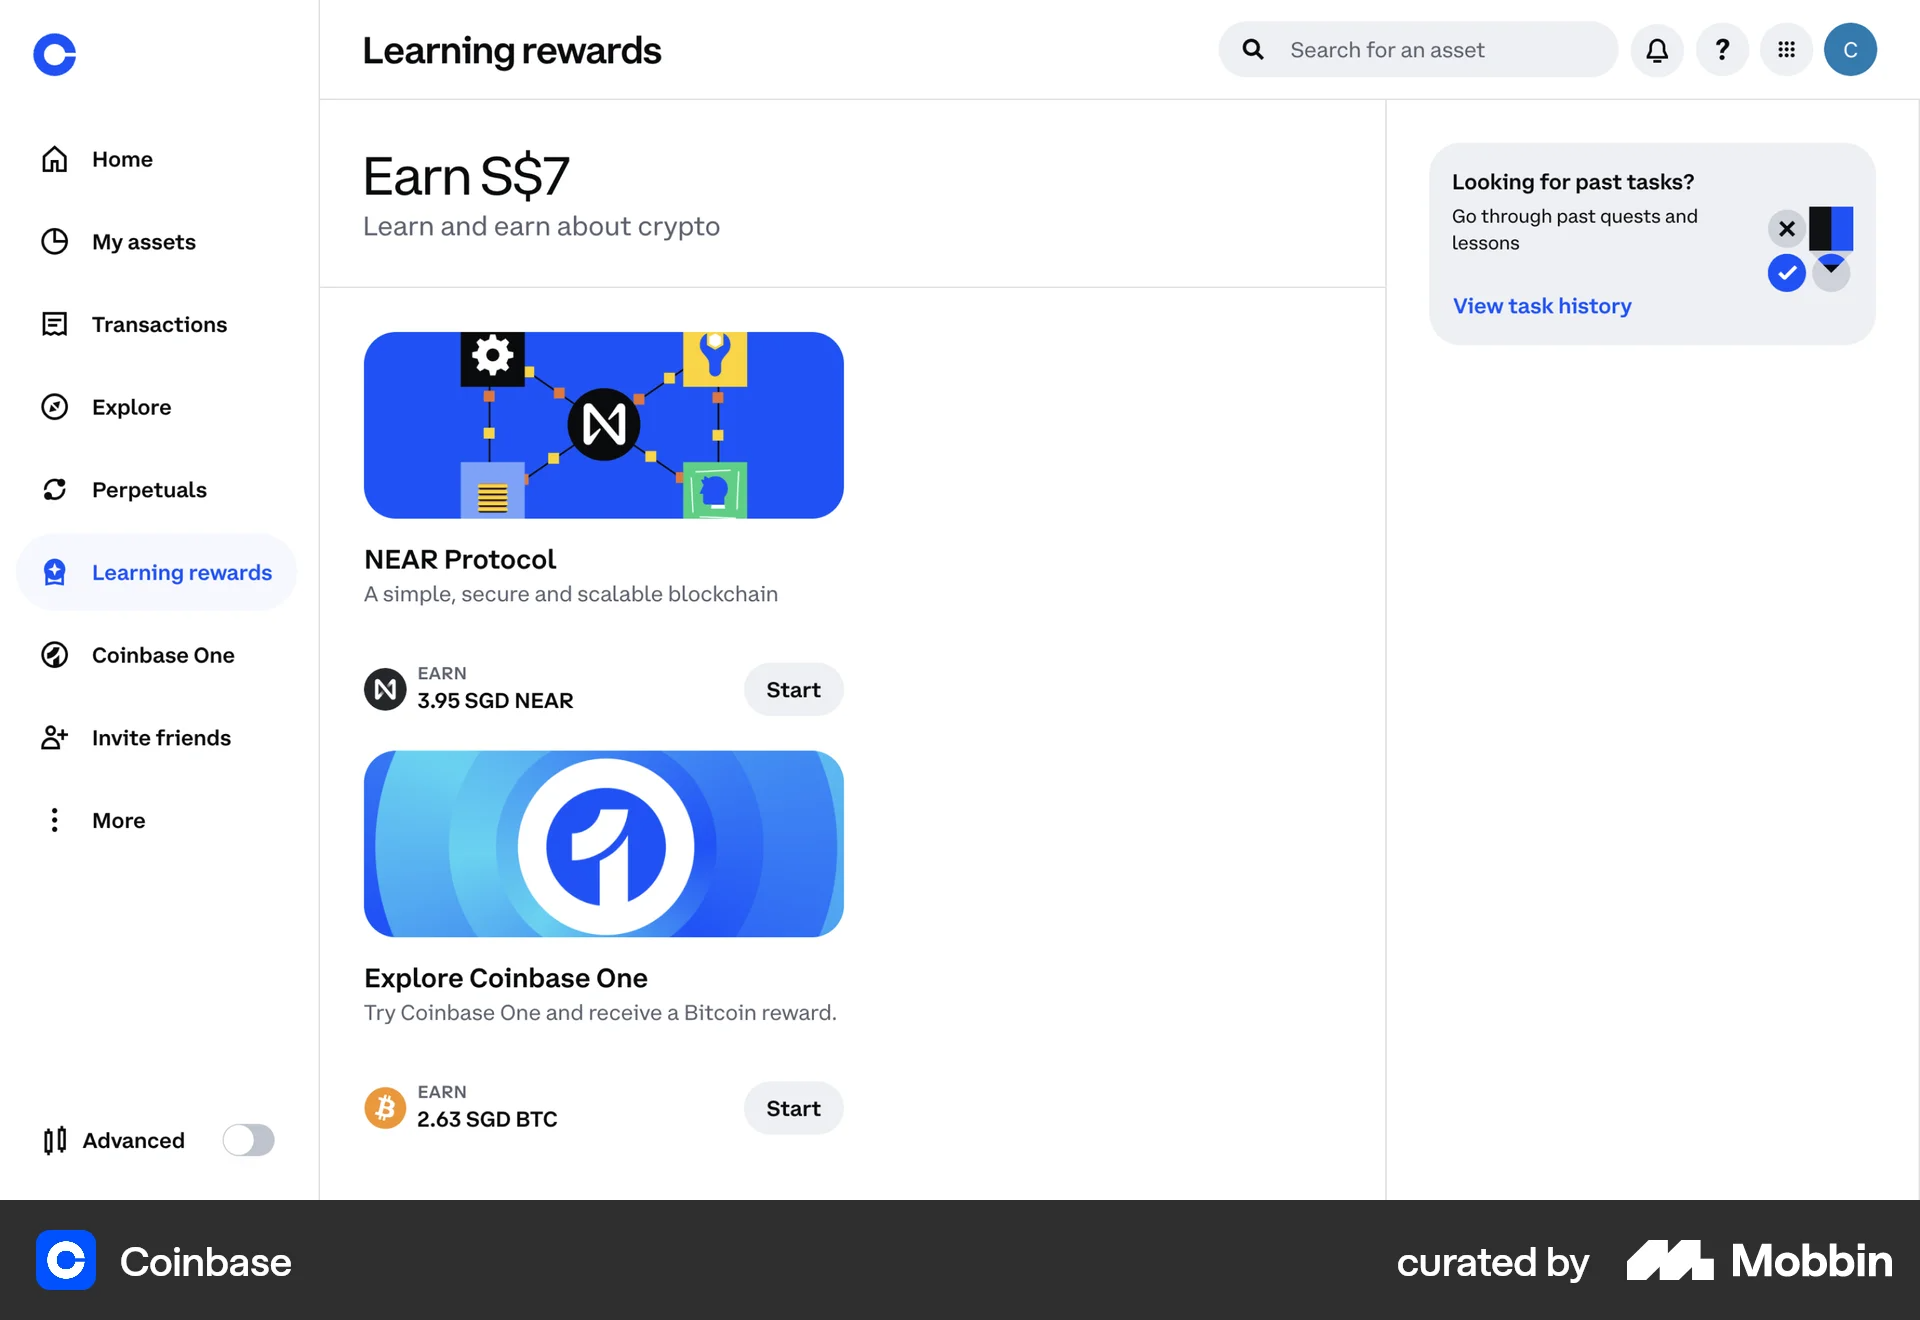 Learning rewards
Search for an asset
C
Home
My assets
Transactions
Explore
Perpetuals
Learning rewards
Coinbase One
Invite friends
More
Advanced
Earn S$7
Learn and earn about crypto
NEAR Protocol
A simple, secure and scalable blockchain
EARN
3.95 SGD NEAR
Start
Explore Coinbase One
Try Coinbase One and receive a Bitcoin reward.
EARN
2.63 SGD BTC
Start
Looking for past tasks?
Go through past quests and
lessons
View task history
Coinbase
curated by
Mobbin